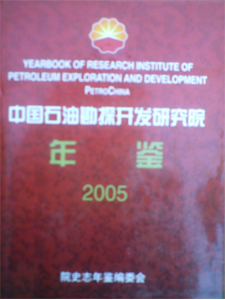 YEARBOOK OF RESEARCH INSTITUTE OF
PETROLEUM EXPLORATION AND DEVELOPMENT
PETROCHINA
中国石油勘探开发研究院
年 鉴
2005
院史志年鉴编委会